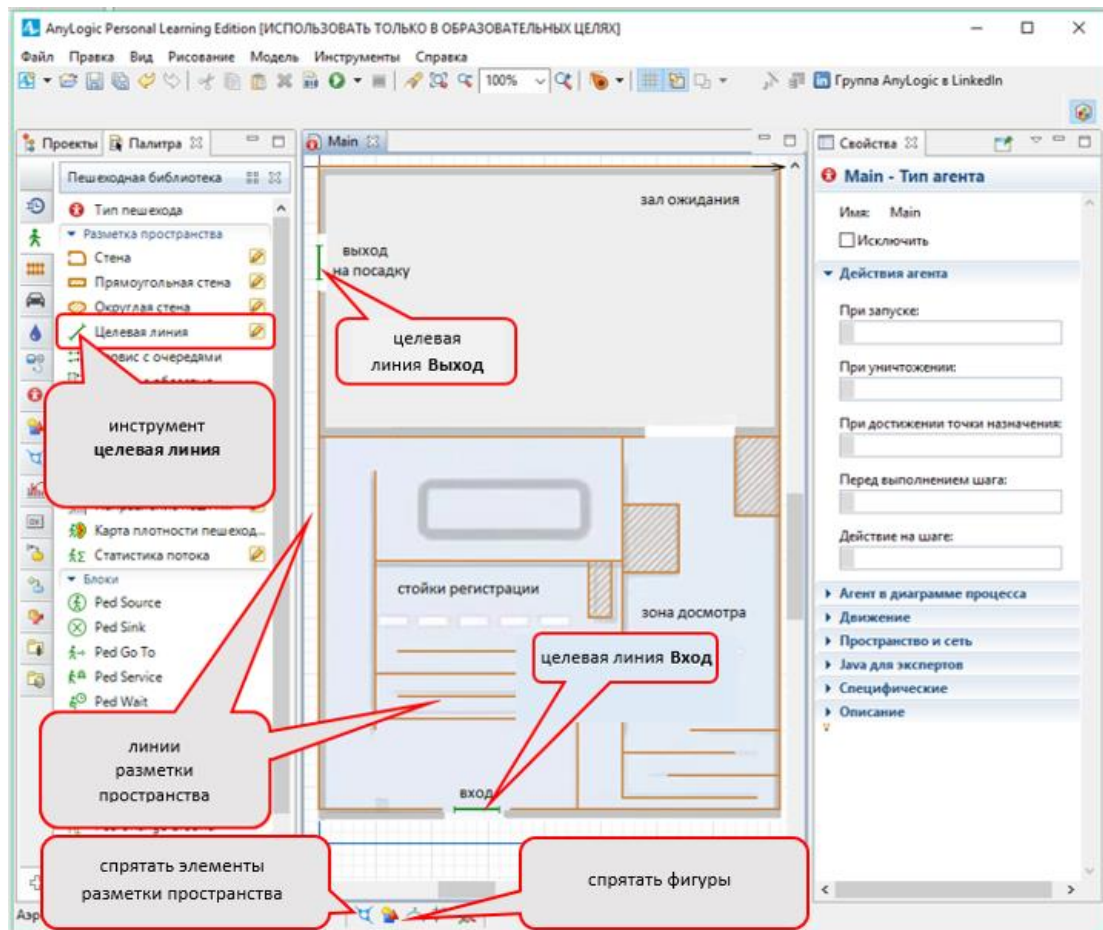 AnyLogic Personal Learning Edition [ИСПОЛЬЗОВАТЬ ТОЛЬКО В ОБРАЗОВАТЕЛЬНЫХ ЦЕЛЯХ]
Файл Правка Вид Рисование Модель Инструменты Справка
100%
Группа AnyLogic в LinkedIn
Проекты Палитра
Пешеходная библиотека
Тип пешехода
Разметка пространства
Стена
Прямоугольная стена
Округлая стена
Целевая линия
с очередями
инструмент
целевая линия
Карта плотности пешеход...
Статистика потока
Блоки
Ped Source
Ped Sink
Ped Go To
Ped Service
Ped Wait
линии
разметки
пространства
спрятать элементы
разметки пространства
Main
зал ожидания
выход
на посадку
целевая
линия Выход
стойки регистрации
зона досмотра
целевая линия Вход
вход
спрятать фигуры
Свойства
Main - Тип агента
Имя: Main
Исключить
Действия агента
При запуске:
При уничтожении:
При достижении точки назначения:
Перед выполнением шага:
Действие на шаге:
Агент в диаграмме процесса
Движение
Пространство и сеть
Java для экспертов
Специфические
Описание